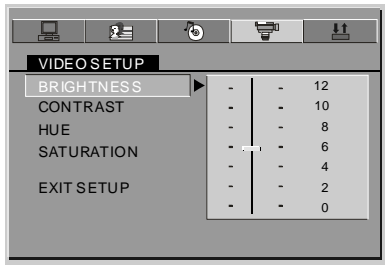 VIDEO SETUP
BRIGHTNESS
CONTRAST
HUE
SATURATION
EXIT SETUP
- - 12
- - 10
- - 8
- - 6
- - 4
- - 2
- - 0